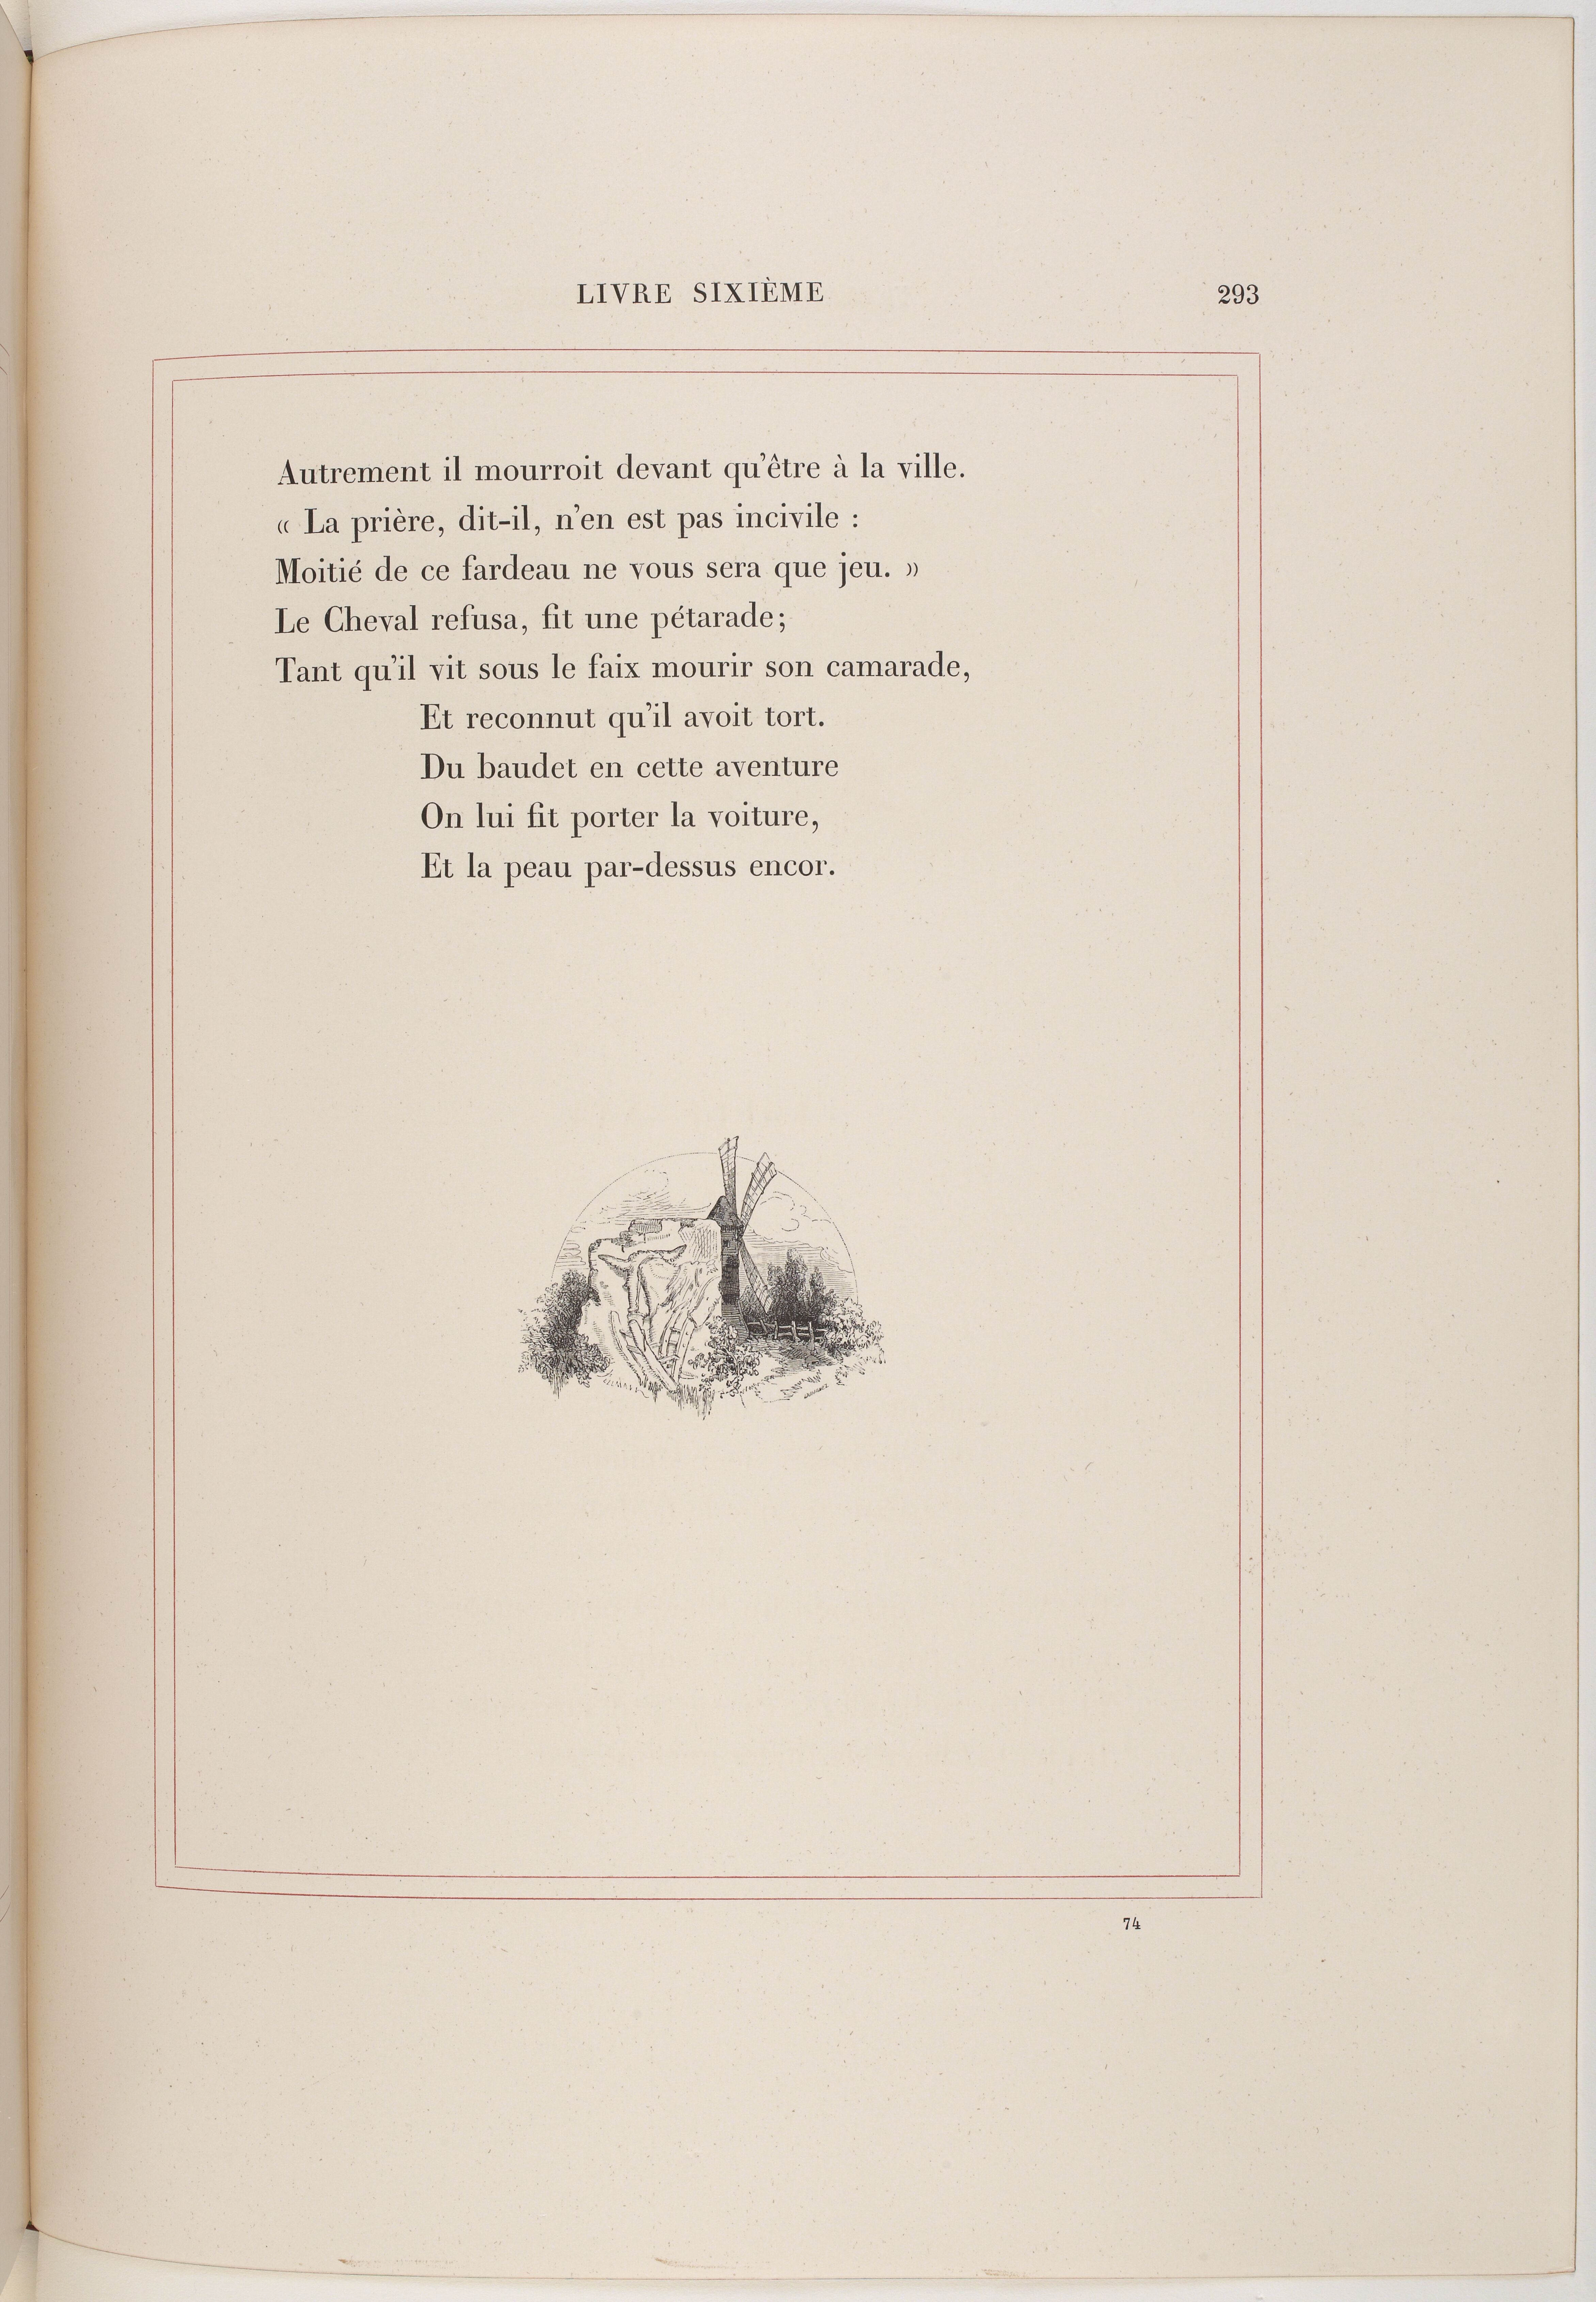 LIVRE SIXIÈME 293
Autrement il mourroit devant qu'être à la ville.
« La prière, dit-il, n'en est pas incivile :
Moitié de ce fardeau ne vous sera que jeu. »
Le Cheval refusa, fit une pétarade;
Tant qu'il vit sous le faix mourir son camarade,
Et reconnut qu'il avoit tort.
Du baudet en cette aventure
On lui fit porter la voiture,
Et la peau par-dessus encor.
74